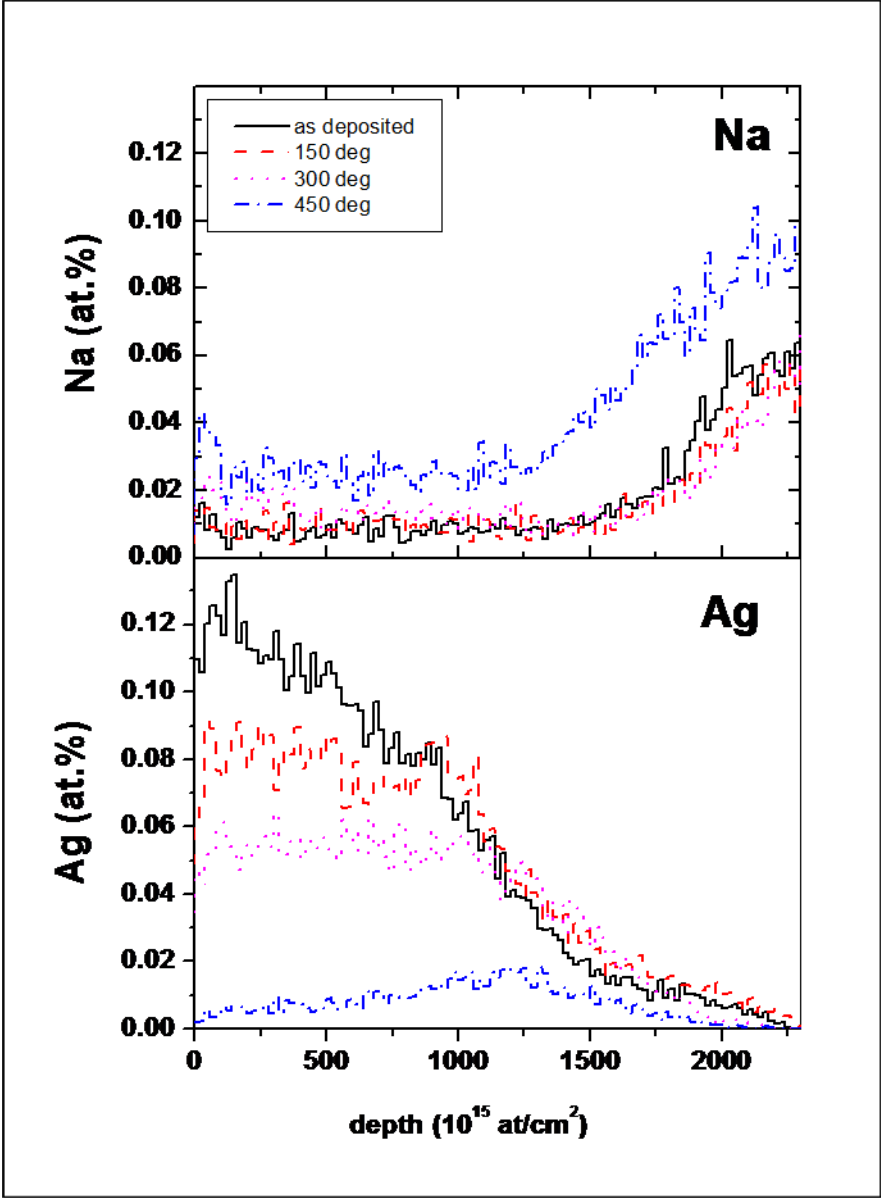 Na
as deposited
150 deg
300 deg
450 deg
Na (at.%)
0.12
0.10
0.08
0.06
0.04
0.02
0.00
Ag
Ag (at.%)
0.12
0.10
0.08
0.06
0.04
0.02
0.00
0 500 1000 1500 2000
depth (10¹⁵ at/cm²)